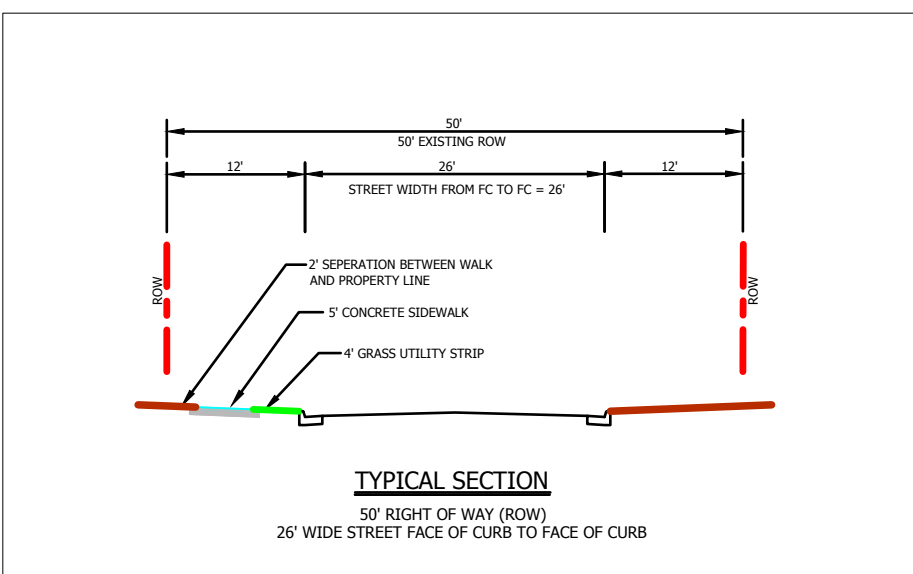 50'
50' EXISTING ROW
12'
26'
12'
STREET WIDTH FROM FC TO FC = 26'
ROW
ROW
2' SEPERATION BETWEEN WALK
AND PROPERTY LINE
5' CONCRETE SIDEWALK
4' GRASS UTILITY STRIP
TYPICAL SECTION
50' RIGHT OF WAY (ROW)
26' WIDE STREET FACE OF CURB TO FACE OF CURB